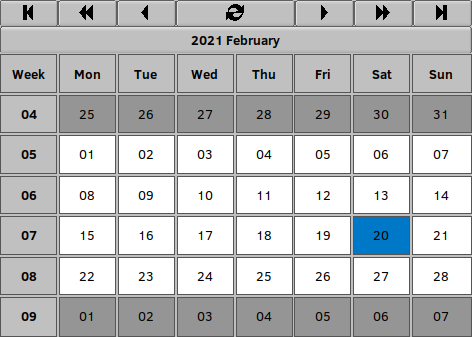 2021 February
Week Mon Tue Wed Thu Fri Sat Sun
04 25 26 27 28 29 30 31
05 01 02 03 04 05 06 07
06 08 09 10 11 12 13 14
07 15 16 17 18 19 20 21
08 22 23 24 25 26 27 28
09 01 02 03 04 05 06 07